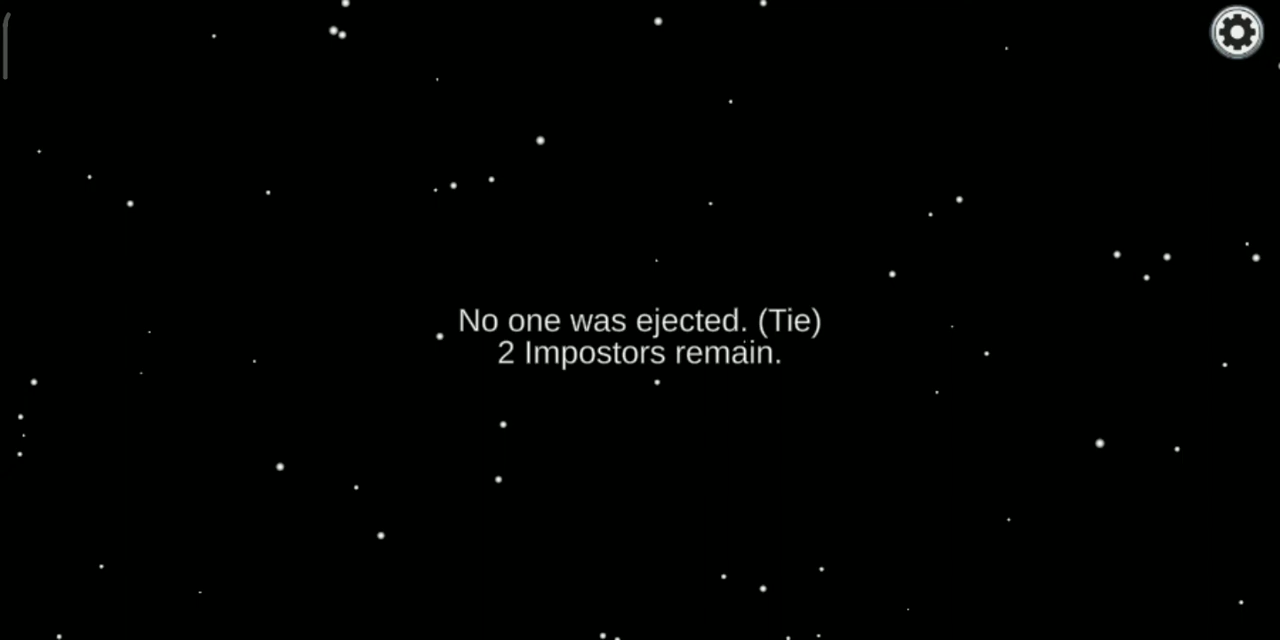 No one was ejected. (Tie)
2 Impostors remain.